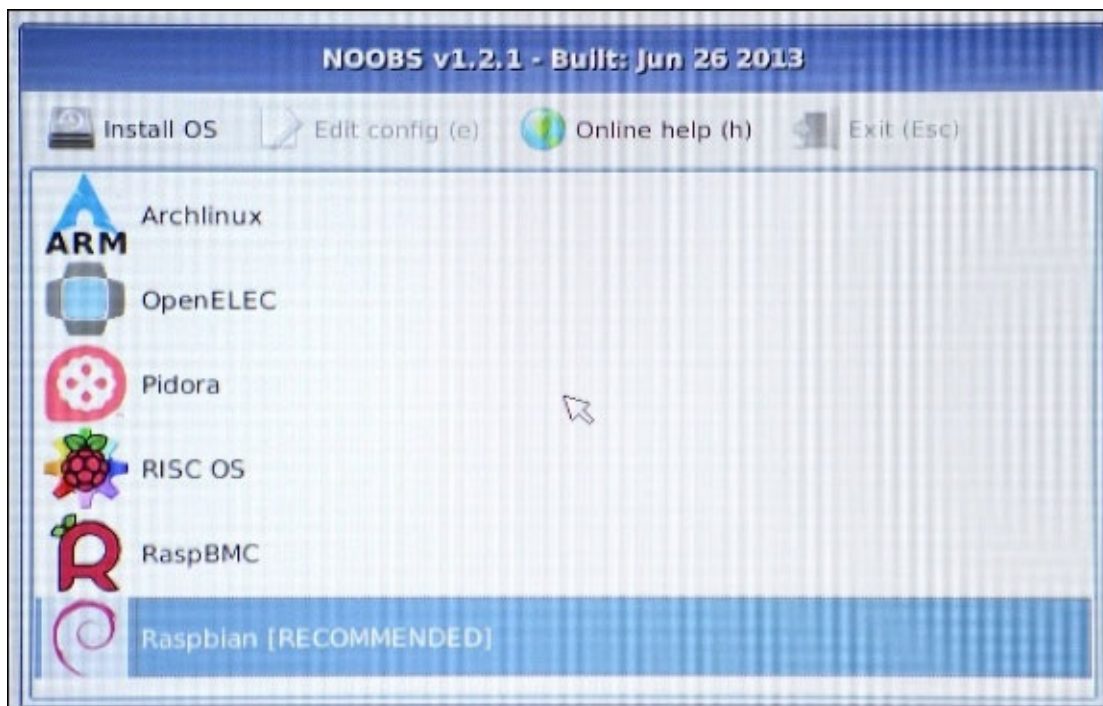 NOOBS v1.2.1 - Built: Jun 26 2013
Install OS Edit config (e) Online help (h) Exit (Esc)
Archlinux
ARM
OpenELEC
Pidora
RISC OS
RaspBMC
Raspbian [RECOMMENDED]